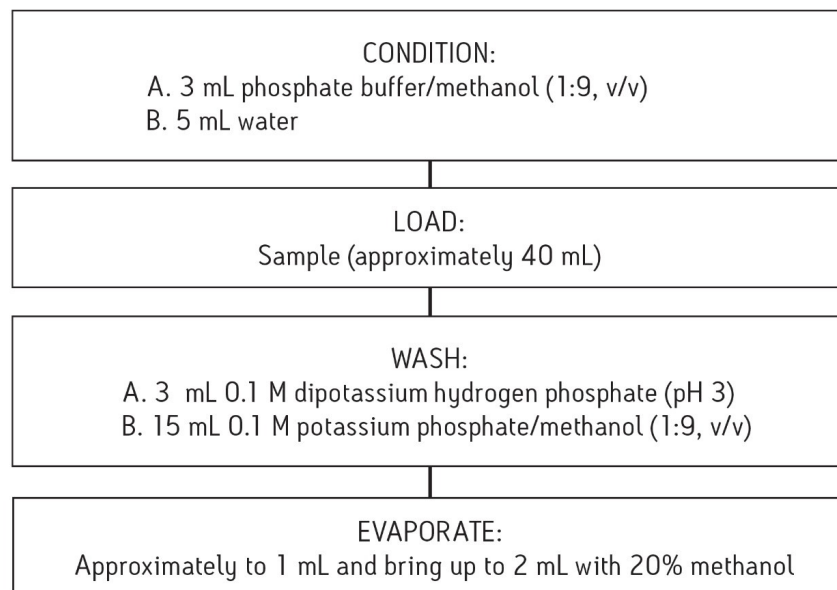 CONDITION:
A. 3 mL phosphate buffer/methanol (1:9, v/v)
B. 5 mL water
LOAD:
Sample (approximately 40 mL)
WASH:
A. 3 mL 0.1 M dipotassium hydrogen phosphate (pH 3)
B. 15 mL 0.1 M potassium phosphate/methanol (1:9, v/v)
EVAPORATE:
Approximately to 1 mL and bring up to 2 mL with 20% methanol